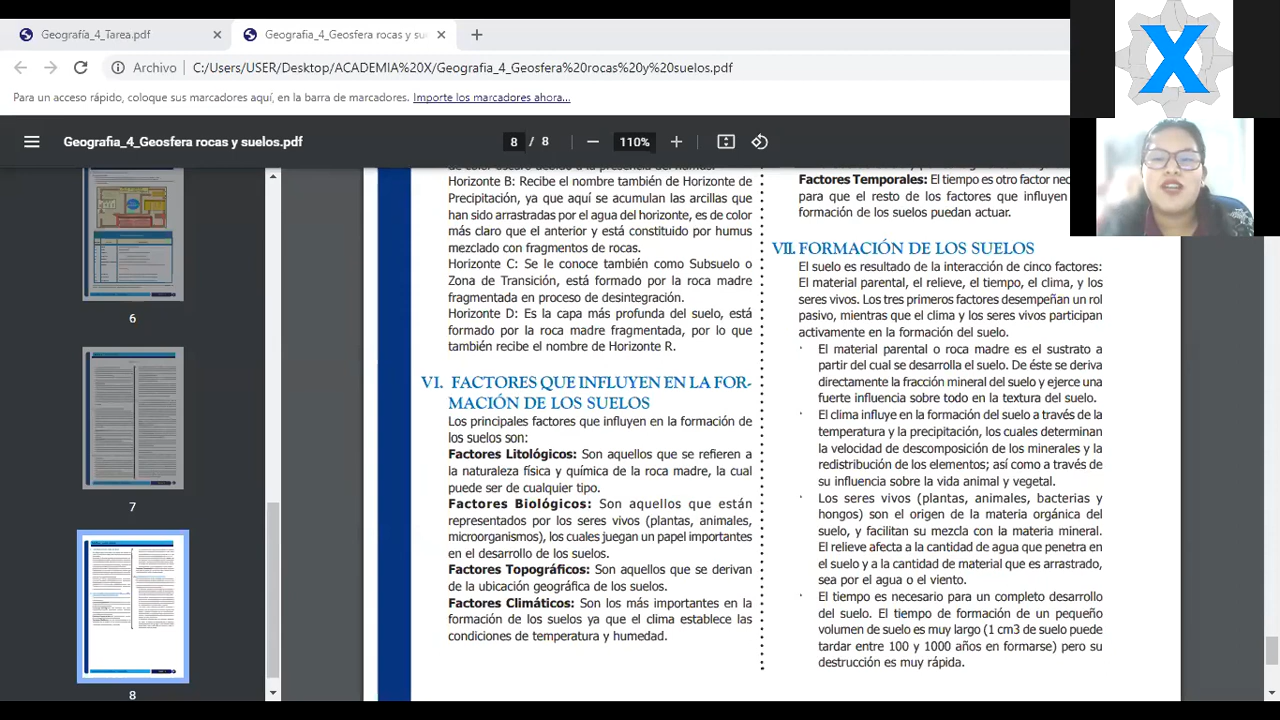 Geografía_4_Tarea.pdf
Geografia_4_Geosfera rocas y su
Archivo
C:/Users/USER/Desktop/ACADEMIA%20X/Geografia_4_Geosfera%20rocas%20y%20suelos.pdf
Para un acceso rápido, coloque sus marcadores aquí, en la barra de marcadores. Importe los marcadores ahora...
Geografia_4_Geosfera rocas y suelos.pdf
8 / 8
110%
X
6
7
8
Horizonte B: Recibe el nombre también de Horizonte de
Precipitación, ya que aquí se acumulan las arcillas que
han sido arrastradas por el agua del horizonte, es de color
más claro que el anterior y está constituido por humus
mezclado con fragmentos de rocas.
Horizonte C: Se le conoce también como Subsuelo o
Zona de Transición, está formado por la roca madre
fragmentada en proceso de desintegración.
Horizonte D: Es la capa más profunda del suelo, está
formado por la roca madre fragmentada, por lo que
también recibe el nombre de Horizonte R.
VI. FACTORES QUE INFLUYEN EN LA FOR-
MACIÓN DE LOS SUELOS
Los principales factores que influyen en la formación de
los suelos son:
Factores Litológicos: Son aquellos que se refieren a
la naturaleza física y química de la roca madre, la cual
puede ser de cualquier tipo.
Factores Biológicos: Son aquellos que están
representados por los seres vivos (plantas, animales,
microorganismos), los cuales juegan un papel importantes
en el desarrollo de los suelos.
Factores Topográficos: Son aquellos que se derivan
de la ubicación geográfica de los suelos.
Factores Climáticos: Son los más importantes en la
formación de los suelos ya que el clima establece las
condiciones de temperatura y humedad.
Factores Temporales: El tiempo es otro factor
para que el resto de los factores que influyen
formación de los suelos puedan actuar.
VII. FORMACIÓN DE LOS SUELOS
El suelo es resultado de la interacción de cinco factores:
El material parental, el relieve, el tiempo, el clima, y los
seres vivos. Los tres primeros factores desempeñan un rol
pasivo, mientras que el clima y los seres vivos participan
activamente en la formación del suelo.
· El material parental o roca madre es el sustrato a
partir del cual se desarrolla el suelo. De éste se deriva
directamente la fracción mineral del suelo y ejerce una
fuerte influencia sobre todo en la textura del suelo.
· El clima influye en la formación del suelo a través de la
temperatura y la precipitación, los cuales determinan
la velocidad de descomposición de los minerales y la
redistribución de los elementos; así como a través de
su influencia sobre la vida animal y vegetal.
· Los seres vivos (plantas, animales, bacterias y
hongos) son el origen de la materia orgánica del
suelo, y facilitan su mezcla con la materia mineral.
El relieve afecta a la cantidad de agua que penetra en
el suelo y a la cantidad de material que es arrastrado,
sea por el agua o el viento.
· El tiempo es necesario para un completo desarrollo
del suelo. El tiempo de formación de un pequeño
volumen de suelo es muy largo (1 cm3 de suelo puede
tardar entre 100 y 1000 años en formarse) pero su
destrucción es muy rápida.